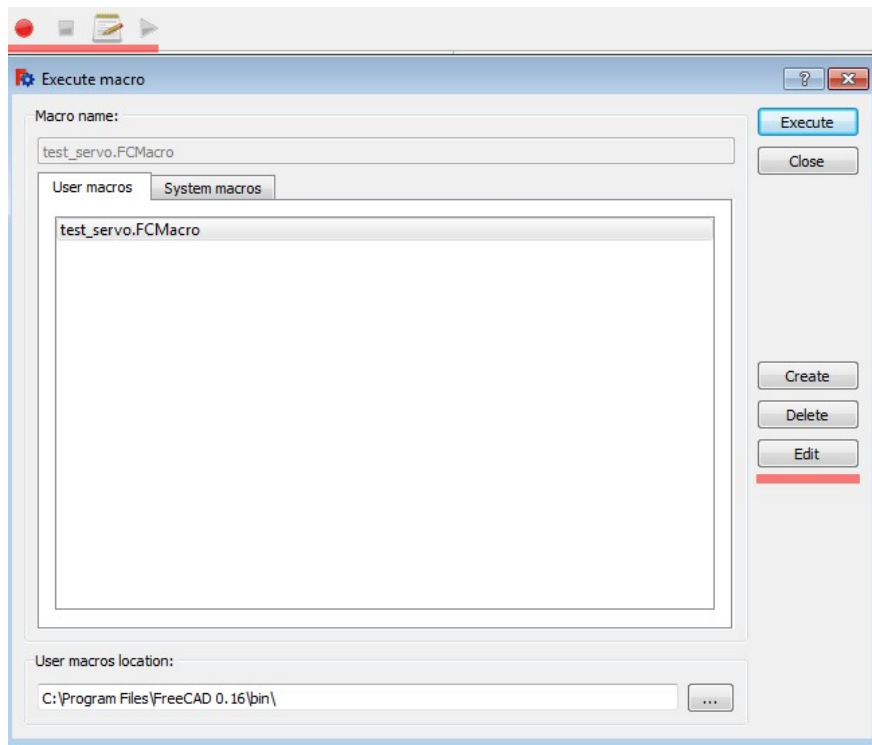 Execute macro
?
Macro name:
Execute
test_servo.FCMacro
Close
User macros
System macros
test_servo.FCMacro
Create
Delete
Edit
User macros location:
C:\Program Files\FreeCAD 0.16\bin\
...